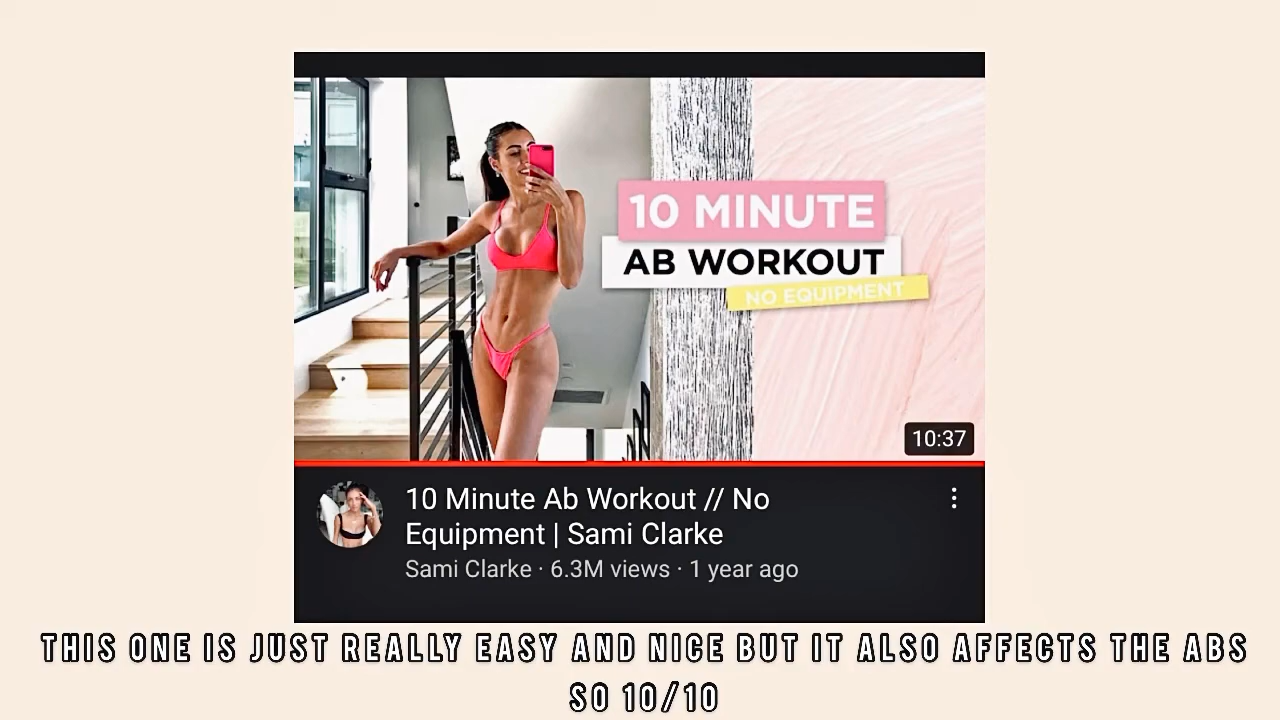 10 MINUTE
AB WORKOUT
NO EQUIPMENT
10:37
10 Minute Ab Workout // No
Equipment | Sami Clarke
Sami Clarke · 6.3M views · 1 year ago
THIS ONE IS JUST REALLY EASY AND NICE BUT IT ALSO AFFECTS THE ABS
SO 10/10